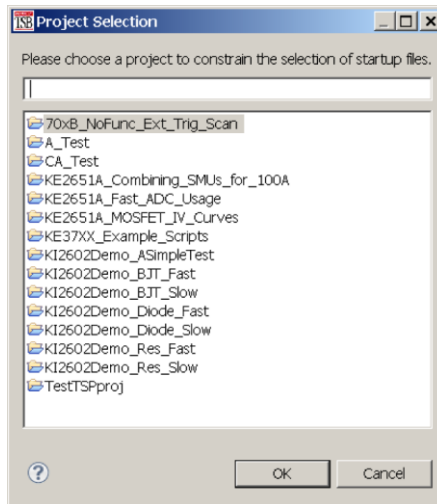 TSB Project Selection
Please choose a project to constrain the selection of startup files.
70xB_NoFunc_Ext_Trig_Scan
A_Test
CA_Test
KE2651A_Combining_SMUs_for_100A
KE2651A_Fast_ADC_Usage
KE2651A_MOSFET_IV_Curves
KE37XX_Example_Scripts
KI2602Demo_ASimpleTest
KI2602Demo_BJT_Fast
KI2602Demo_BJT_Slow
KI2602Demo_Diode_Fast
KI2602Demo_Diode_Slow
KI2602Demo_Res_Fast
KI2602Demo_Res_Slow
TestTSPproj
?
OK Cancel